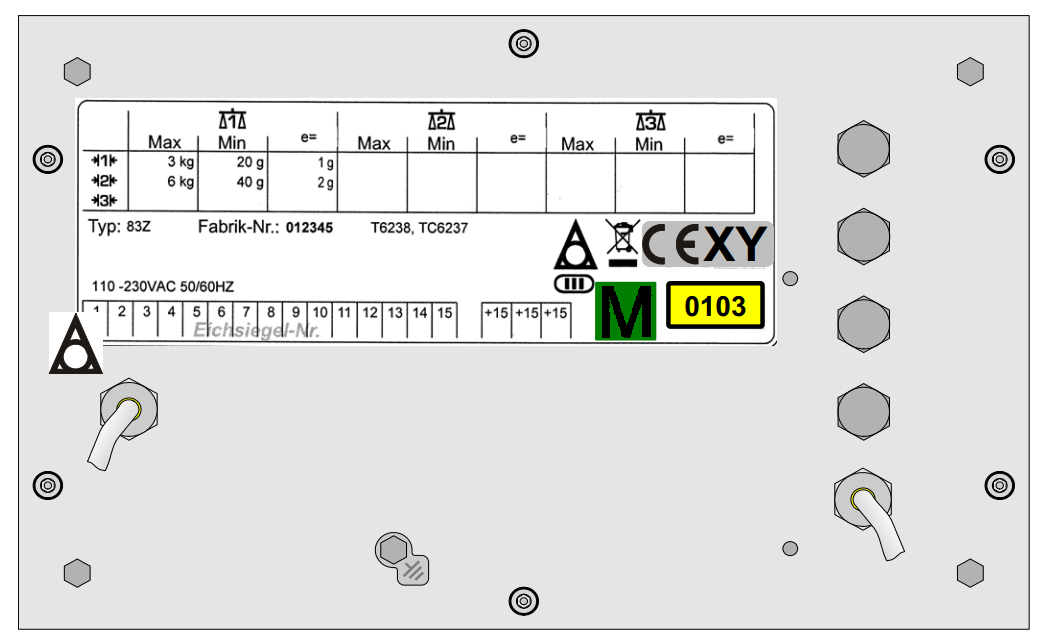 1 2 3
Max Min e= Max Min e= Max Min e=
1 3 kg 20 g 1 g
2 6 kg 40 g 2 g
3
Typ: 83Z Fabrik-Nr.: 012345 T6238, TC6237
CE XY
110 -230VAC 50/60HZ
M 0103
1 2 3 4 5 6 7 8 9 10 11 12 13 14 15 +15 +15 +15
Eichsiegel-Nr.